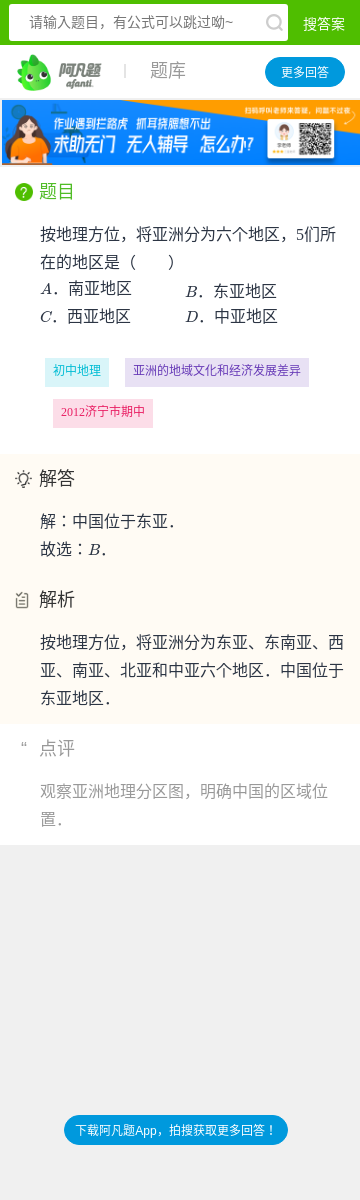 请输入题目，有公式可以跳过呦~
搜答案
阿凡题
afanti.
题库
更多回答
扫码呼叫老师来答题，问题不过夜。
作业遇到拦路虎 抓耳挠腮想不出
求助无门 无人辅导 怎么办?
题目
按地理方位，将亚洲分为六个地区，5们所
在的地区是（　　）
A．南亚地区 B．东亚地区
C．西亚地区 D．中亚地区
初中地理 亚洲的地域文化和经济发展差异
2012济宁市期中
解答
解：中国位于东亚．
故选：B．
解析
按地理方位，将亚洲分为东亚、东南亚、西
亚、南亚、北亚和中亚六个地区．中国位于
东亚地区．
点评
观察亚洲地理分区图，明确中国的区域位
置．
下载阿凡题App，拍搜获取更多回答！